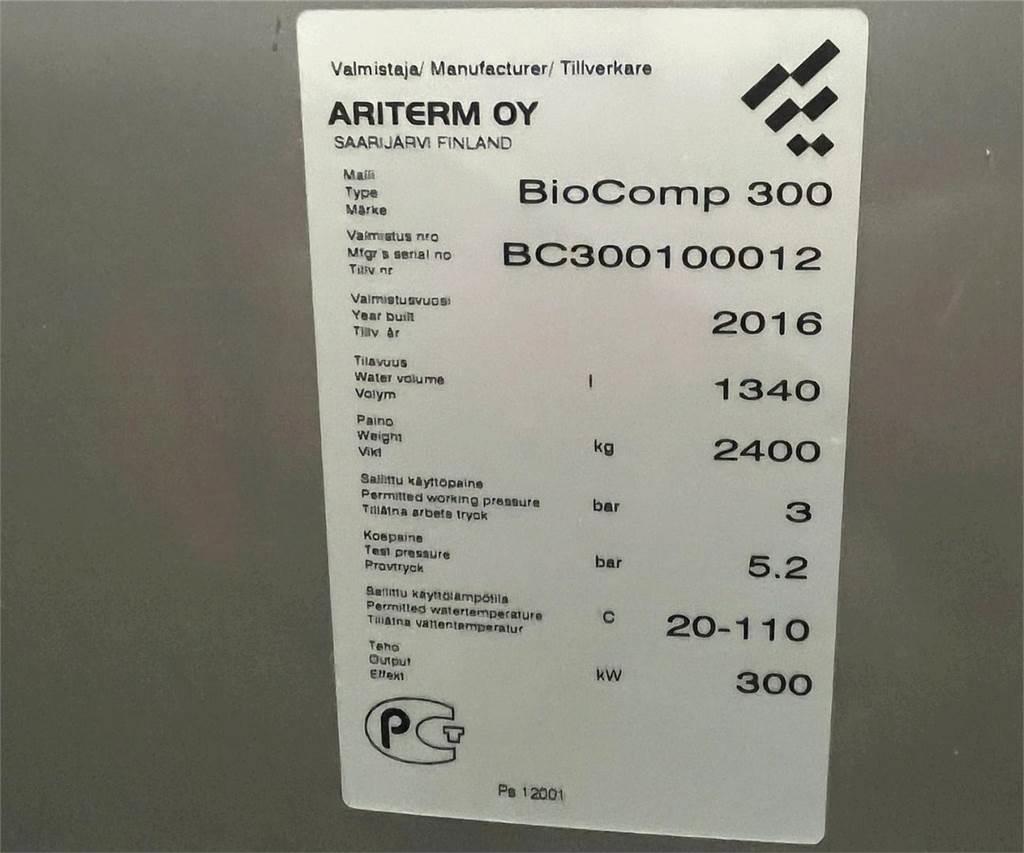 Valmistaja/ Manufacturer/ Tillverkare
ARITERM OY
SAARIJÄRVI FINLAND
Malli
Type
Märke
BioComp 300
Valmistus nro
Mfgr's serial no
Tillv nr
BC300100012
Valmistusvuosi
Year built
Tillv år
2016
Tilavuus
Water volume
Volym
l
1340
Paino
Weight
Vikt
kg
2400
Sallittu käyttöpaine
Permitted working pressure
Tillåtna arbets tryck
bar
3
Koepaine
Test pressure
Provtryck
bar
5.2
Sallittu käyttölämpötila
Permitted watertemperature
Tillåtna vattentemperatur
C
20-110
Teho
Output
Effekt
kW
300
PCT
Ps 12001